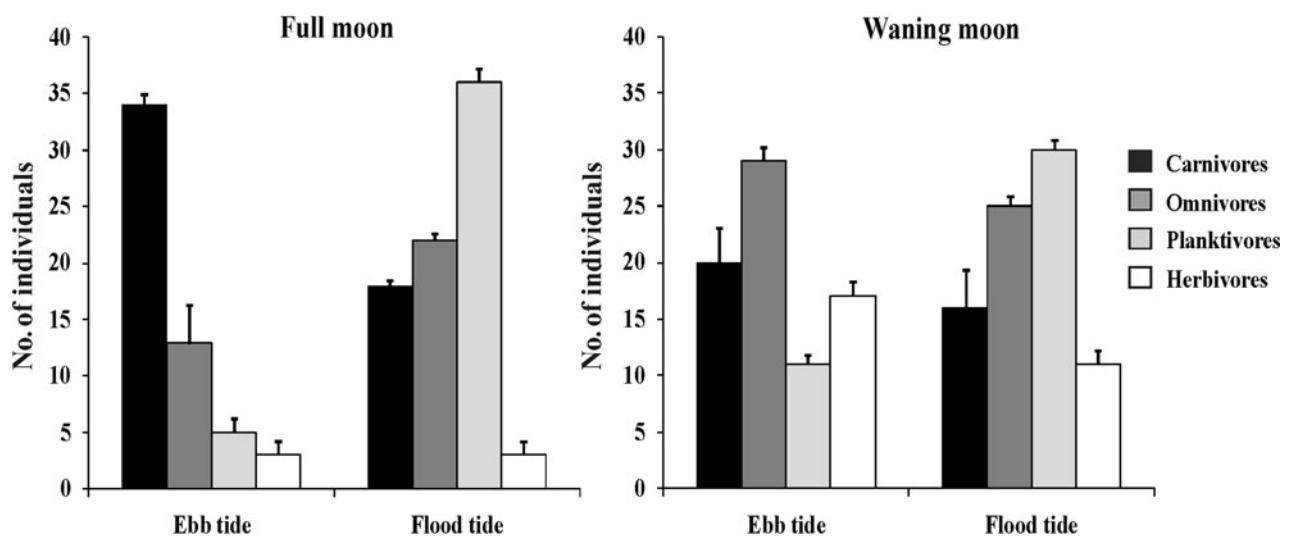 Full moon
No. of individuals
40
35
30
25
20
15
10
5
0
Ebb tide
Flood tide
Waning moon
No. of individuals
40
35
30
25
20
15
10
5
0
Ebb tide
Flood tide
Carnivores
Omnivores
Planktivores
Herbivores